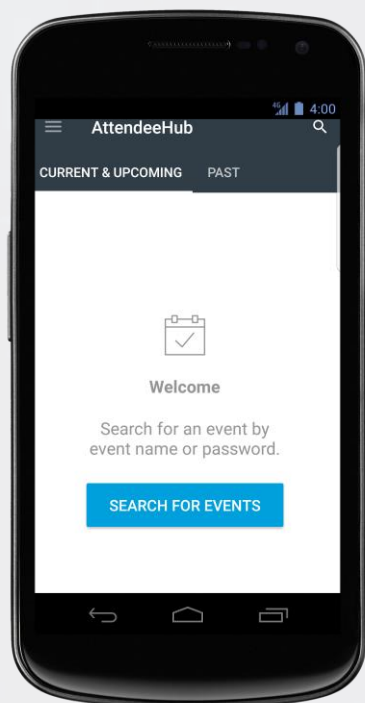 4G 4:00
AttendeeHub
CURRENT & UPCOMING PAST
Welcome
Search for an event by
event name or password.
SEARCH FOR EVENTS